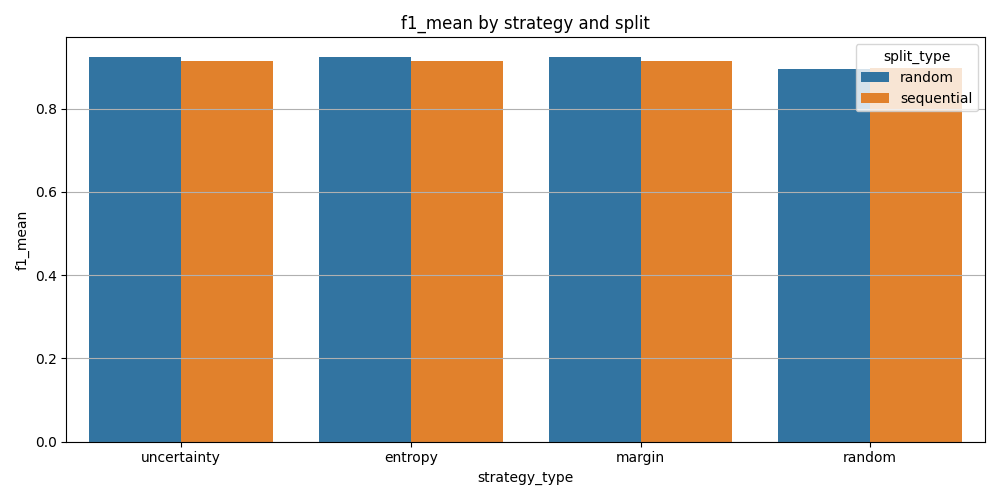 f1_mean by strategy and split
split_type
random
sequential
f1_mean
0.8
0.6
0.4
0.2
0.0
uncertainty
entropy
margin
random
strategy_type